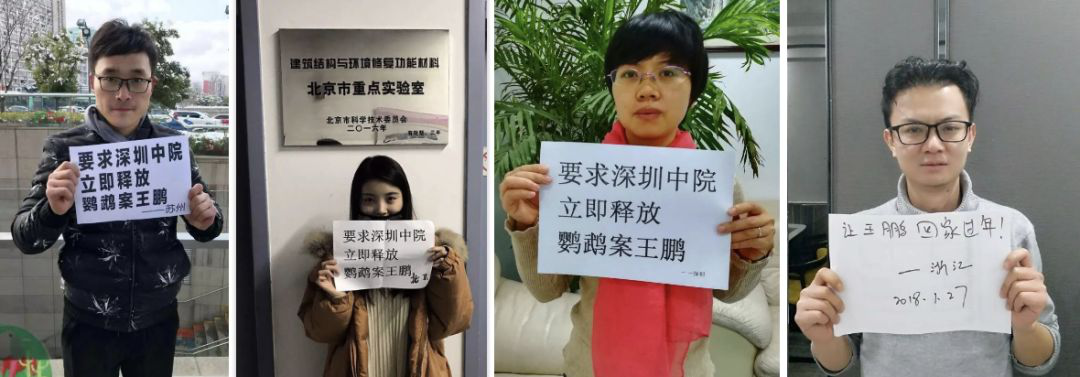 要求深圳中院
立即释放
鹦鹉案王鹏
——苏州
建筑结构与环境修复功能材料
北京市重点实验室
北京市科学技术委员会
二〇一六年
要求深圳中院
立即释放
鹦鹉案王鹏
北京
要求深圳中院
立即释放
鹦鹉案王鹏
——深圳
让王鹏回家过年!
—浙江
2018.1.27